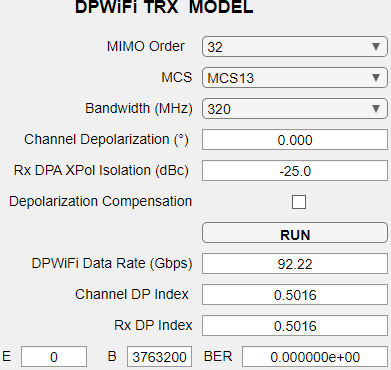 DPWiFi TRX MODEL
MIMO Order 32
MCS MCS13
Bandwidth (MHz) 320
Channel Depolarization (°) 0.000
Rx DPA XPol Isolation (dBc) -25.0
Depolarization Compensation
RUN
DPWiFi Data Rate (Gbps) 92.22
Channel DP Index 0.5016
Rx DP Index 0.5016
E 0 B 3763200 BER 0.000000e+00